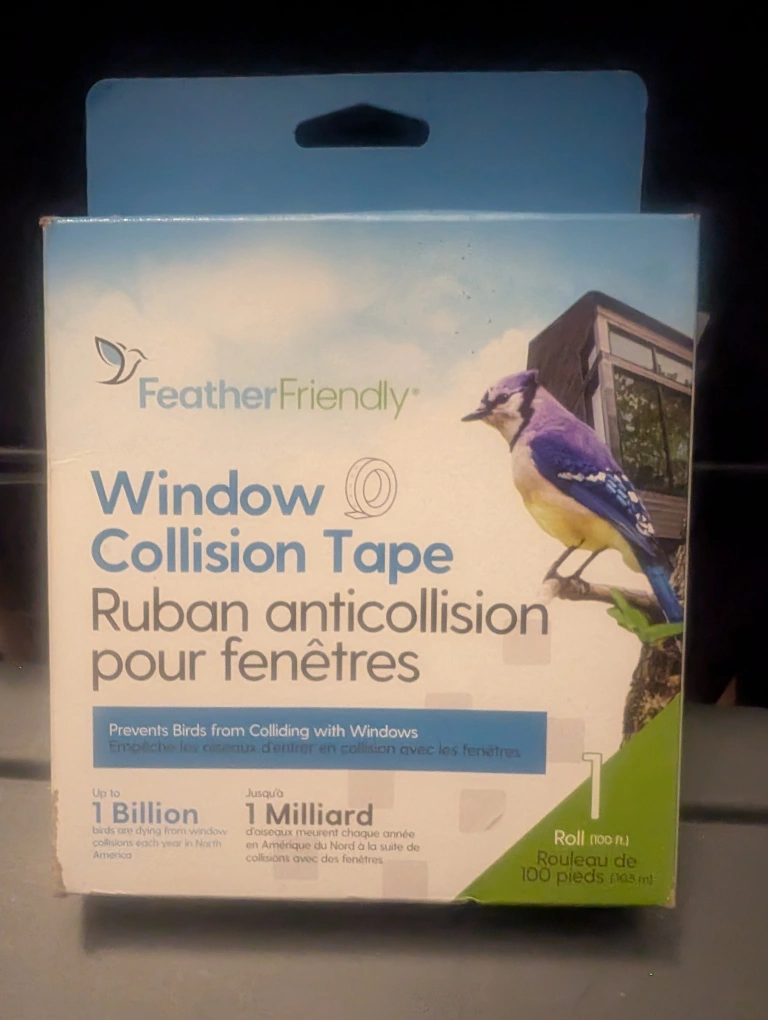 FeatherFriendly®
Window
Collision Tape
Ruban anticollision
pour fenêtres
Prevents Birds from Colliding with Windows
Empêche les oiseaux d'entrer en collision avec les fenêtres
Up to
1 Billion
birds are dying from window
collisions each year in North
America
Jusqu'à
1 Milliard
d'oiseaux meurent chaque année
en Amérique du Nord à la suite de
collisions avec des fenêtres
1
Roll (100 ft.)
Rouleau de
100 pieds